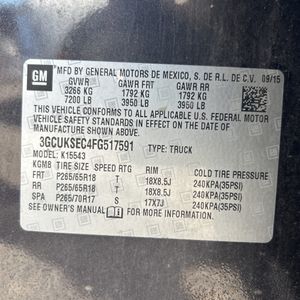 GM
MFD BY GENERAL MOTORS DE MEXICO, S. DE R.L. DE C.V. 09/15
GVWR GAWR FRT GAWR RR
3266 KG 1792 KG 1792 KG
7200 LB 3950 LB 3950 LB
THIS VEHICLE CONFORMS TO ALL APPLICABLE U.S. FEDERAL MOTOR
VEHICLE SAFETY STANDARDS IN EFFECT ON THE DATE OF
MANUFACTURE SHOWN ABOVE.
3GCUKSEC4FG517591 TYPE: TRUCK
MODEL: K15543
KGMB TIRE SIZE SPEED RTG RIM COLD TIRE PRESSURE
FRT P265/65R18 T 18X8.5J 240KPA(35PSI)
RR P265/65R18 T 18X8.5J 240KPA(35PSI)
SPA P265/70R17 S 17X7J 240KPA(35PSI)
SEE OWNER'S MANUAL FOR MORE INFORMATION.